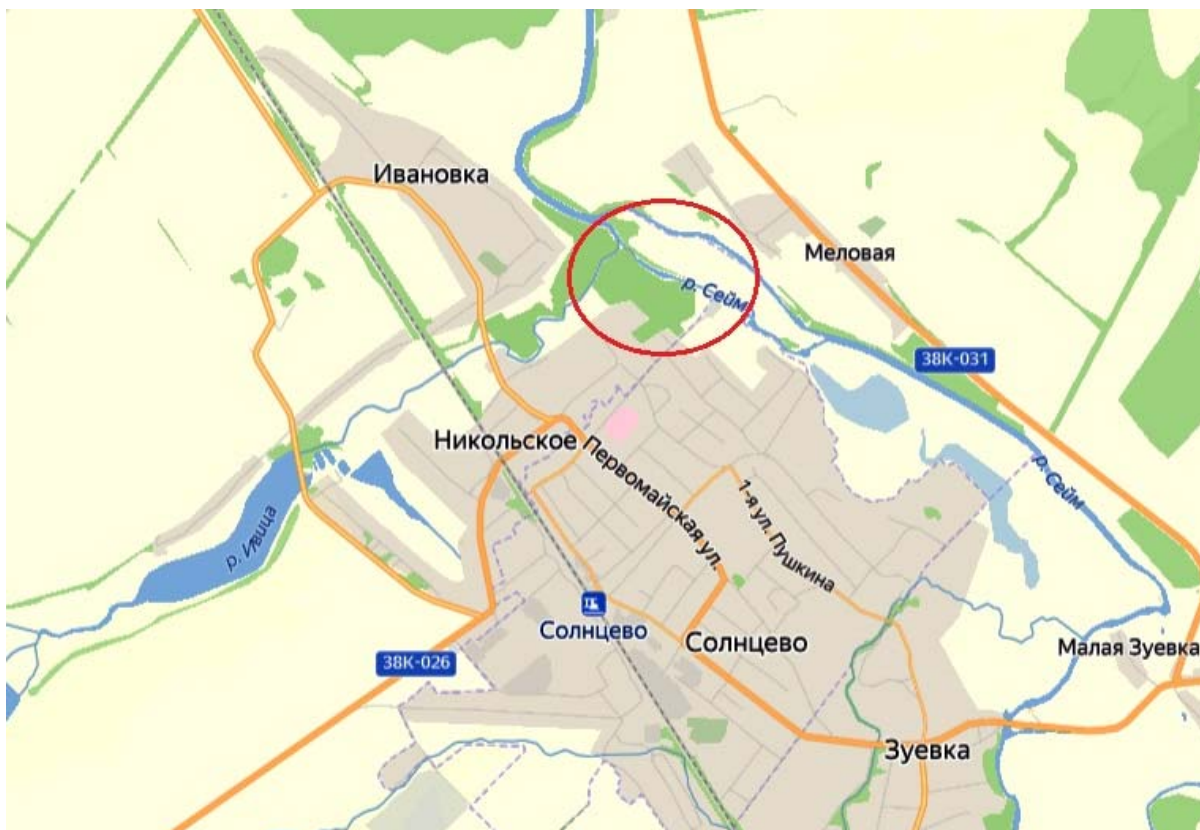 Ивановка
Меловая
р. Сейм
38К-031
Никольское
Первомайская ул.
р. Сейм
1-я ул. Пушкина
р. Ивица
Солнцево
Солнцево
Малая Зуевка
38К-026
Зуевка